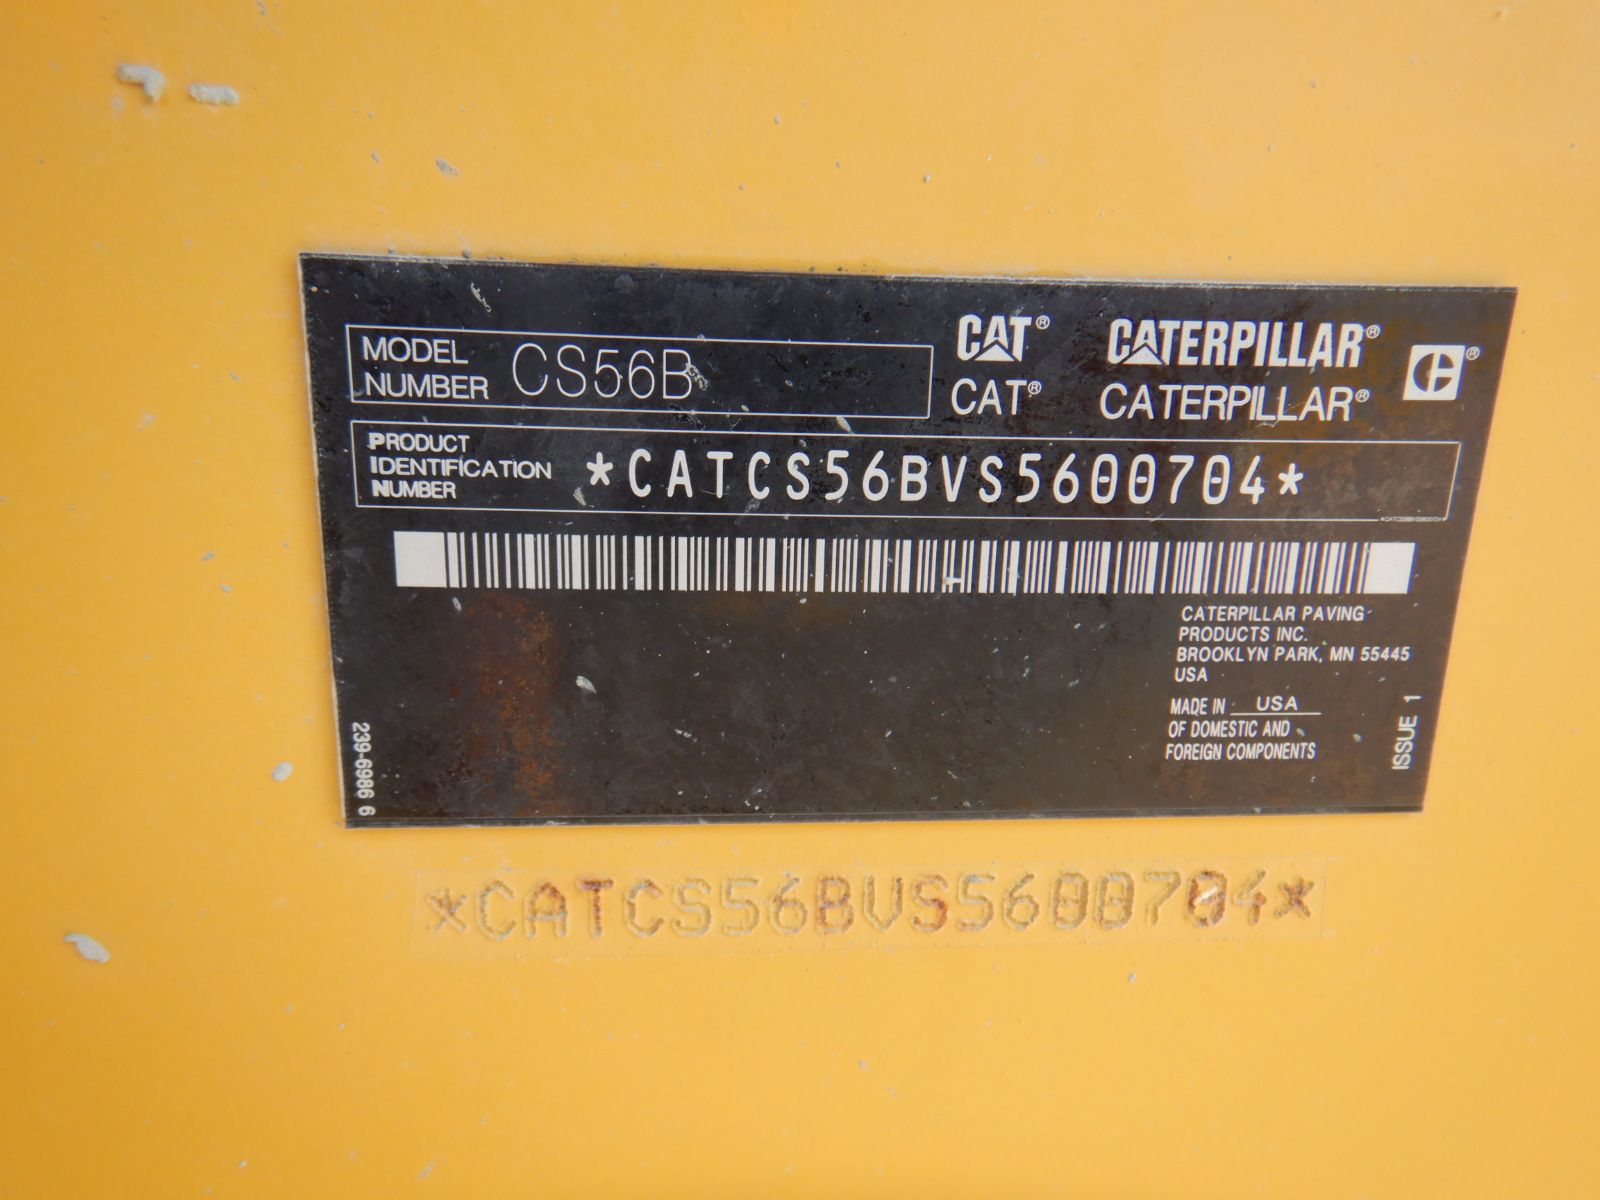 MODEL NUMBER CS56B
CAT® CATERPILLAR®
CAT® CATERPILLAR®
C®
PRODUCT
IDENTIFICATION
NUMBER
*CATCS56BVS5600704*
*CATCS56BVS5600704*
CATERPILLAR PAVING
PRODUCTS INC.
BROOKLYN PARK, MN 55445
USA
MADE IN USA
OF DOMESTIC AND
FOREIGN COMPONENTS
ISSUE 1
239-6986 6
*CATCS56BVS5600704*